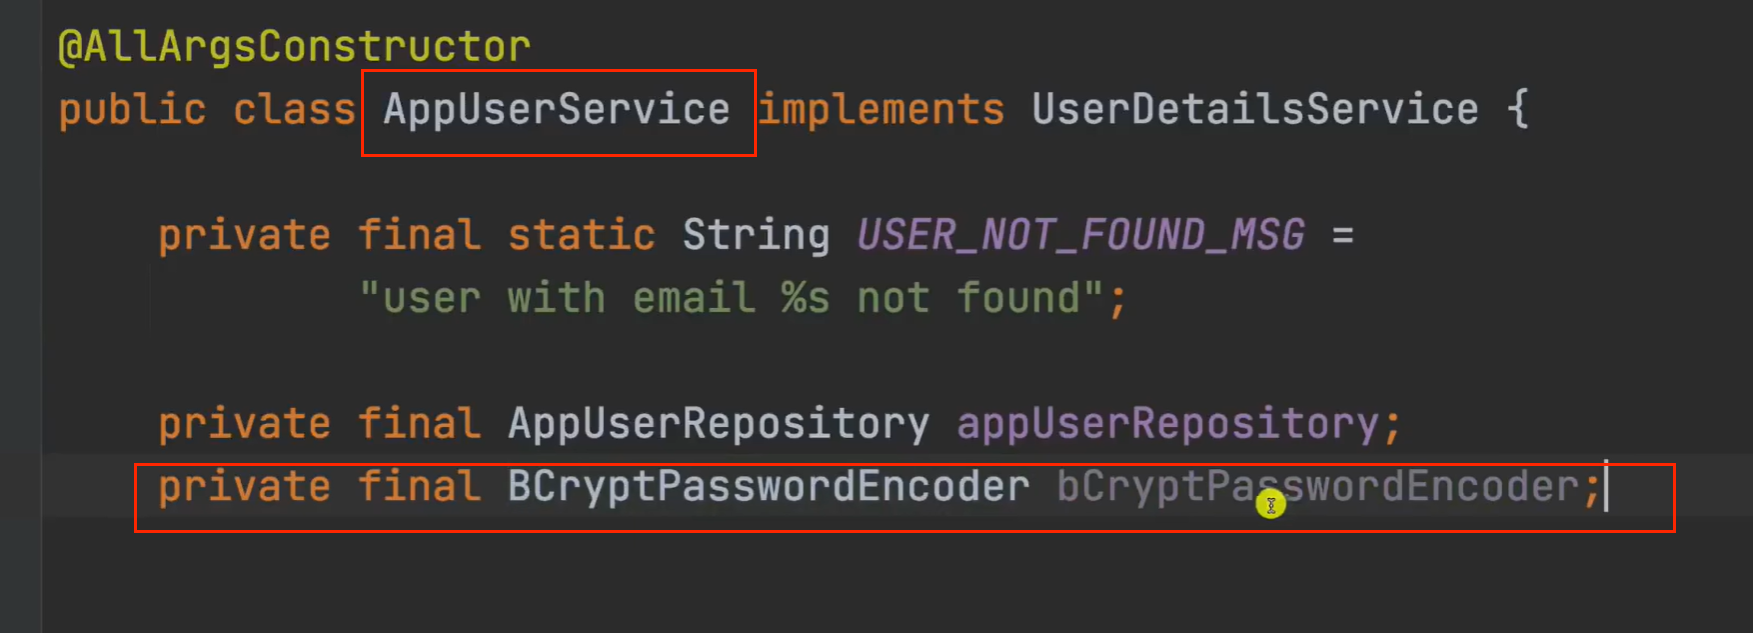 @AllArgsConstructor
public class AppUserService implements UserDetailsService {
private final static String USER_NOT_FOUND_MSG =
"user with email %s not found";
private final AppUserRepository appUserRepository;
private final BCryptPasswordEncoder bCryptPasswordEncoder;